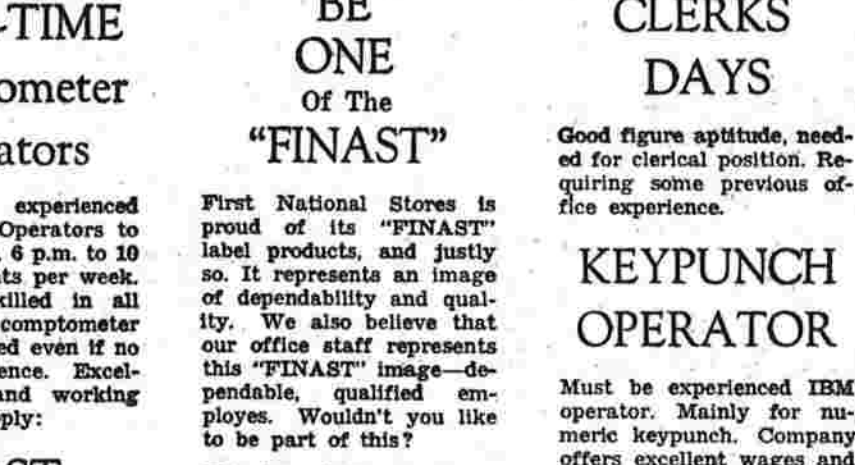 -TIME
ometer
ators
experienced
Operators to
6 p.m. to 10
ts per week.
killed in all
comptometer
ed even if no
ence. Excel-
and working
ply:
BE
ONE
Of The
"FINAST"
First National Stores is
proud of its "FINAST"
label products, and justly
so. It represents an image
of dependability and qual-
ity. We also believe that
our office staff represents
this "FINAST" image—de-
pendable, qualified em-
ployes. Wouldn't you like
to be part of this?
CLERKS
DAYS
Good figure aptitude, need-
ed for clerical position. Re-
quiring some previous of-
fice experience.
KEYPUNCH
OPERATOR
Must be experienced IBM
operator. Mainly for nu-
meric keypunch. Company
offers excellent wages and